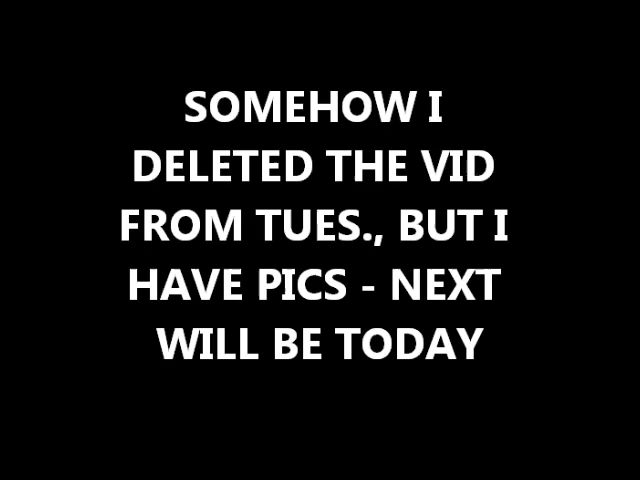 SOMEHOW I
DELETED THE VID
FROM TUES., BUT I
HAVE PICS - NEXT
WILL BE TODAY